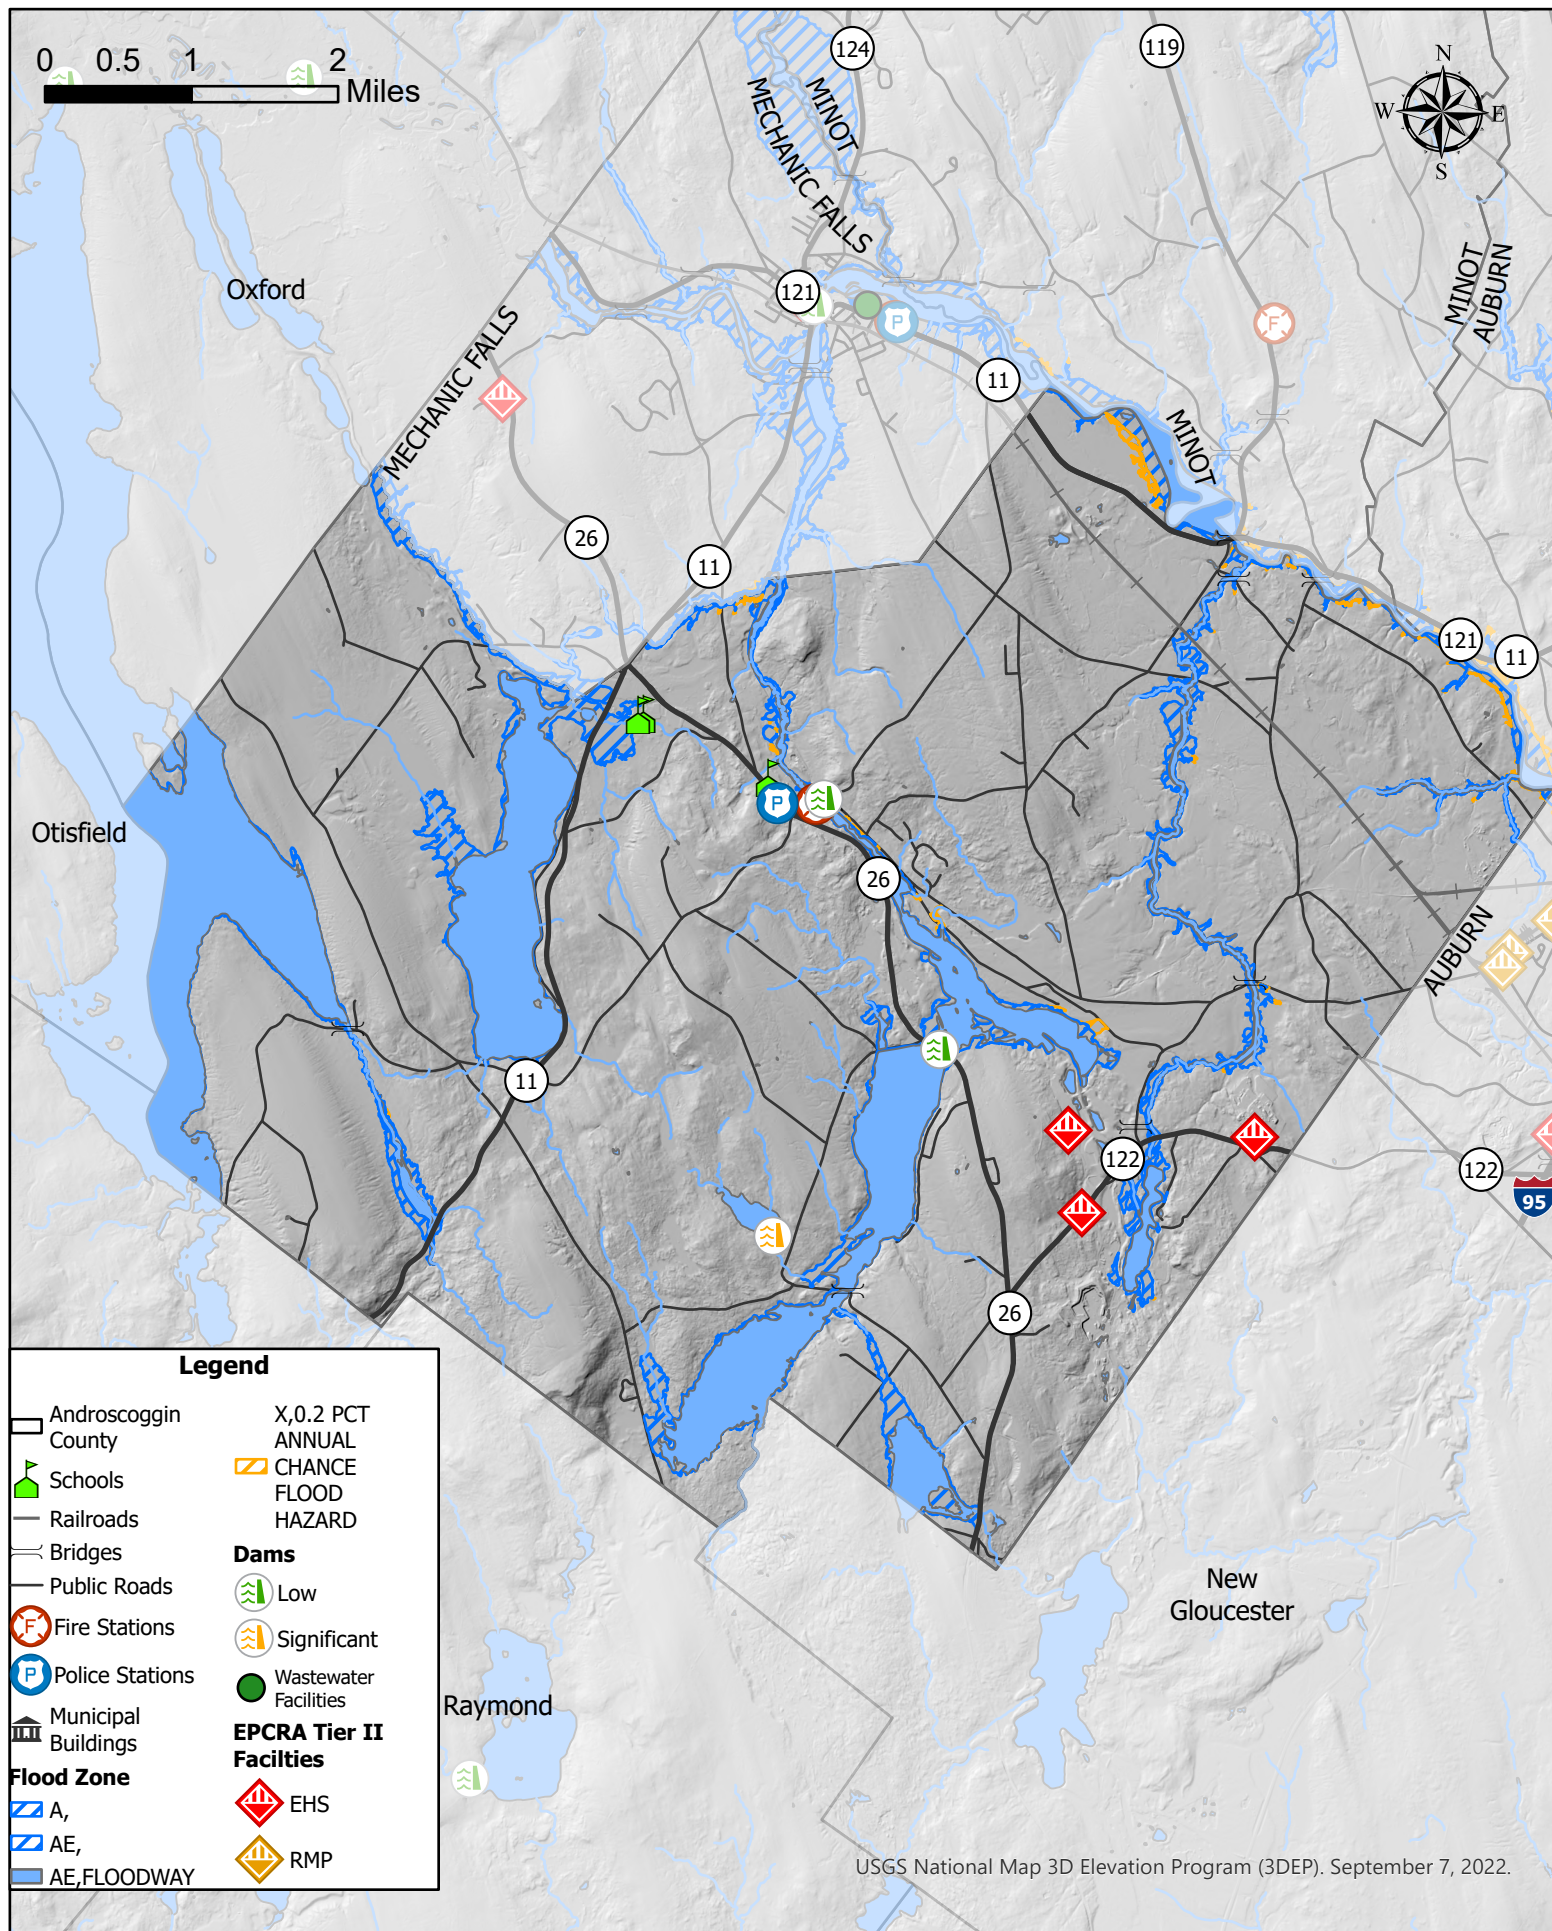 0 0.5 1 2
Miles
124
119
N
W E
S
MINOT
MECHANIC FALLS
MINOT
AUBURN
Oxford
121
P
F
MECHANIC FALLS
11
MINOT
26
11
121
11
Otisfield
P
26
AUBURN
11
122
122
95
26
Legend
Androscoggin
County
Schools
Railroads
Bridges
Public Roads
F Fire Stations
P Police Stations
Municipal
Buildings
Flood Zone
A,
AE,
AE,FLOODWAY
X,0.2 PCT
ANNUAL
CHANCE
FLOOD
HAZARD
Dams
Low
Significant
Wastewater
Facilities
EPCRA Tier II
Facilties
EHS
RMP
New
Gloucester
Raymond
USGS National Map 3D Elevation Program (3DEP). September 7, 2022.